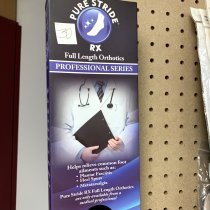 PURE STRIDE
RX
Full Length Orthotics
PROFESSIONAL SERIES
Helps relieve common foot
ailments such as:
• Plantar Fasciitis
• Heel Spurs
• Metatarsalgia
Pure Stride RX Full Length Orthotics
are only available from a
medical professional!